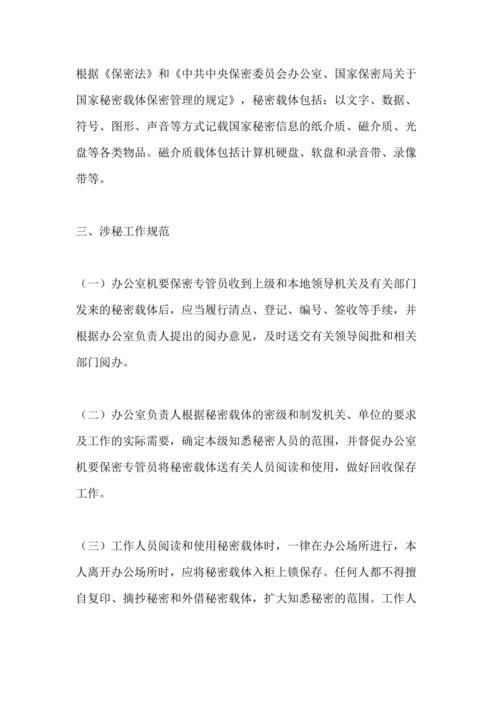 根据《保密法》和《中共中央保密委员会办公室、国家保密局关于
国家秘密载体保密管理的规定》，秘密载体包括：以文字、数据、
符号、图形、声音等方式记载国家秘密信息的纸介质、磁介质、光
盘等各类物品。磁介质载体包括计算机硬盘、软盘和录音带、录像
带等。
三、涉秘工作规范
（一）办公室机要保密专管员收到上级和本地领导机关及有关部门
发来的秘密载体后，应当履行清点、登记、编号、签收等手续，并
根据办公室负责人提出的阅办意见，及时送交有关领导阅批和相关
部门阅办。
（二）办公室负责人根据秘密载体的密级和制发机关、单位的要求
及工作的实际需要，确定本级知悉秘密人员的范围，并督促办公室
机要保密专管员将秘密载体送有关人员阅读和使用，做好回收保存
工作。
（三）工作人员阅读和使用秘密载体时，一律在办公场所进行，本
人离开办公场所时，应将秘密载体入柜上锁保存。任何人都不得擅
自复印、摘抄秘密和外借秘密载体，扩大知悉秘密的范围。工作人